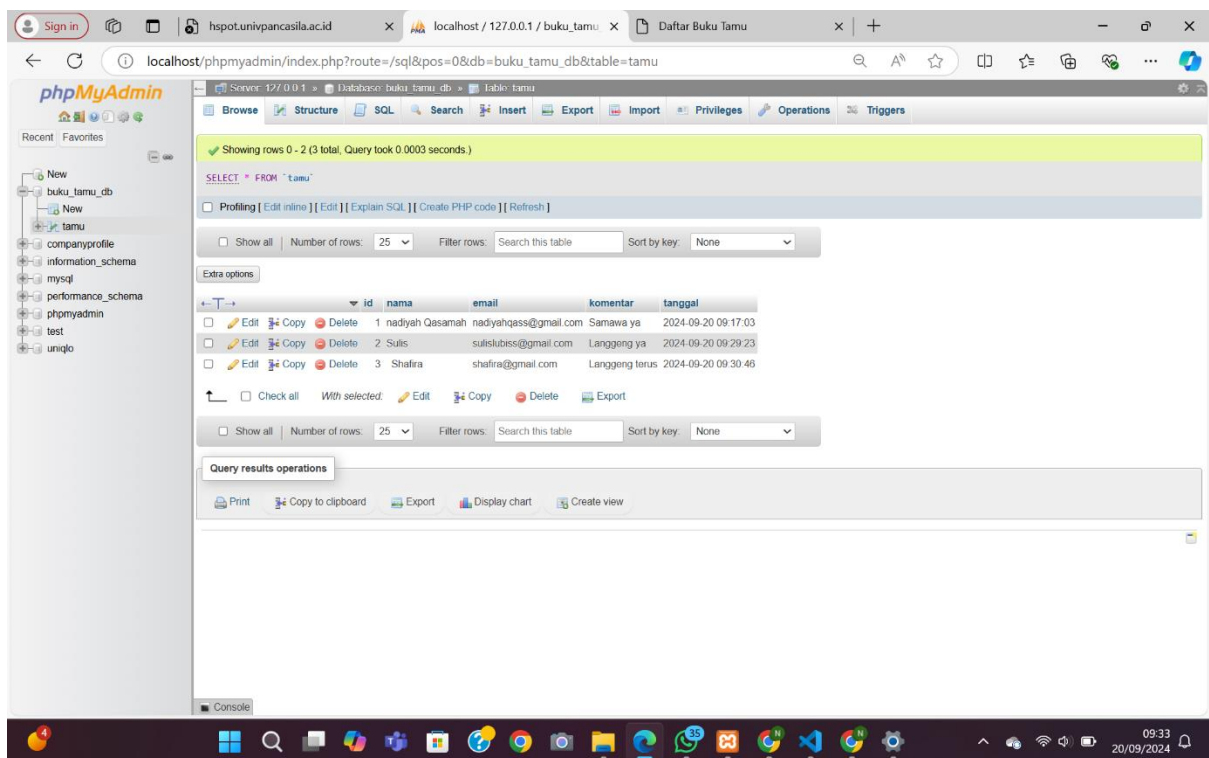 Sign in
hspot.univpancasila.ac.id
localhost / 127.0.0.1 / buku_tamu
Daftar Buku Tamu
localhost/phpmyadmin/index.php?route=/sql&pos=0&db=buku_tamu_db&table=tamu
phpMyAdmin
Recent Favorites
New
buku_tamu_db
New
tamu
companyprofile
information_schema
mysql
performance_schema
phpmyadmin
test
uniqlo
Server: 127.0.0.1 » Database: buku_tamu_db » Table: tamu
Browse Structure SQL Search Insert Export Import Privileges Operations Triggers
Showing rows 0 - 2 (3 total, Query took 0.0003 seconds.)
SELECT * FROM `tamu`
Profiling [ Edit inline ] [ Edit ] [ Explain SQL ] [ Create PHP code ] [ Refresh ]
Show all | Number of rows: 25 Filter rows: Search this table Sort by key: None
Extra options
←T→ id nama email komentar tanggal
Edit Copy Delete 1 nadiyah Qasamah nadiyahqass@gmail.com Samawa ya 2024-09-20 09:17:03
Edit Copy Delete 2 Sulis sulislubiss@gmail.com Langgeng ya 2024-09-20 09:29:23
Edit Copy Delete 3 Shafira shafira@gmail.com Langgeng terus 2024-09-20 09:30:46
Check all With selected: Edit Copy Delete Export
Show all | Number of rows: 25 Filter rows: Search this table Sort by key: None
Query results operations
Print Copy to clipboard Export Display chart Create view
Console
4
35
09:33
20/09/2024